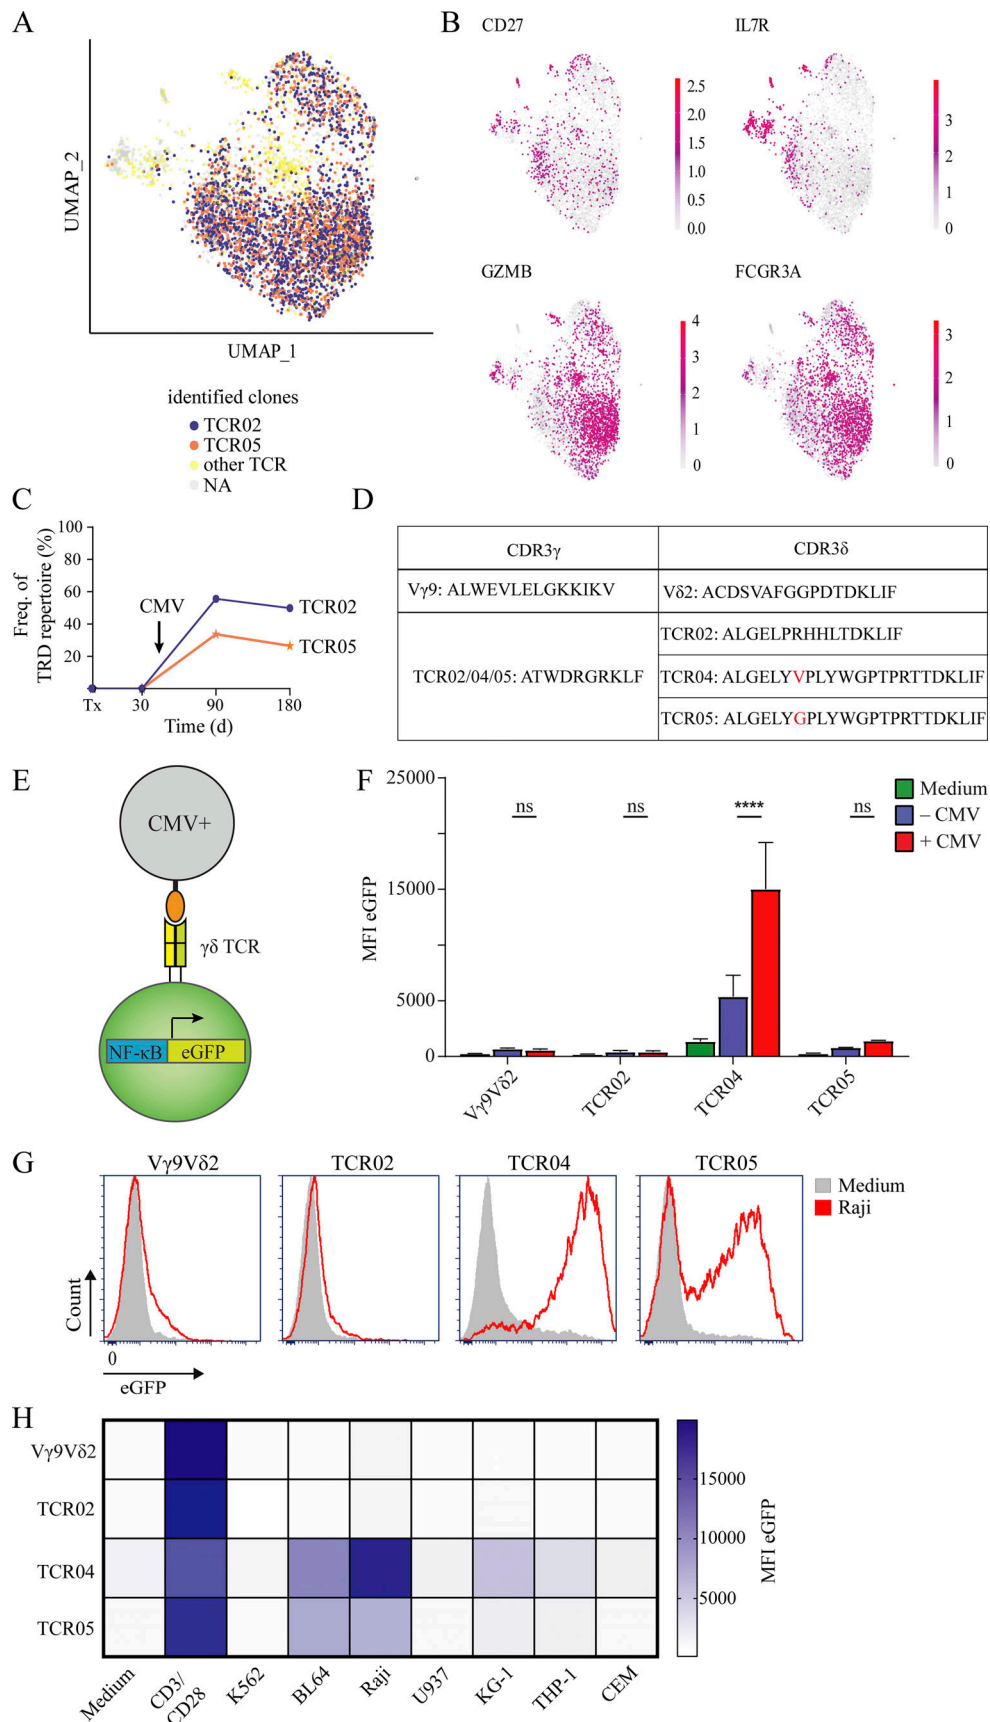 A
UMAP_2
UMAP_1
identified clones
TCR02
TCR05
other TCR
NA
B
CD27
2.5
2.0
1.5
1.0
0.5
0.0
IL7R
3
2
1
0
GZMB
4
3
2
1
0
FCGR3A
3
2
1
0
C
Freq. of
TRD repertoire (%)
100
80
60
40
20
CMV
TCR02
TCR05
Tx 30 90 180
Time (d)
D
CDR3γ CDR3δ
Vγ9: ALWEVLELGKKIKV Vδ2: ACDSVAFGGPDTDKLIF
TCR02/04/05: ATWDRGRKLF
TCR02: ALGELPRHHLTDKLIF
TCR04: ALGELYVPLYWGPTPRTTDKLIF
TCR05: ALGELYGPLYWGPTPRTTDKLIF
E
CMV+
γδ TCR
NF-κB eGFP
F
MFI eGFP
25000
15000
5000
0
ns ns **** ns
Medium
– CMV
+ CMV
Vγ9Vδ2 TCR02 TCR04 TCR05
G
Vγ9Vδ2 TCR02 TCR04 TCR05
Medium
Raji
Count
0
eGFP
H
Vγ9Vδ2
TCR02
TCR04
TCR05
Medium
CD3/
CD28
K562
BL64
Raji
U937
KG-1
THP-1
CEM
15000
10000
5000
MFI eGFP